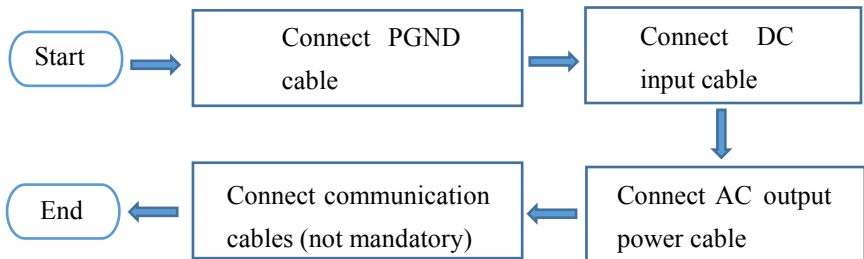 Start
Connect PGND
cable
Connect DC
input cable
Connect AC output
power cable
Connect communication
cables (not mandatory)
End